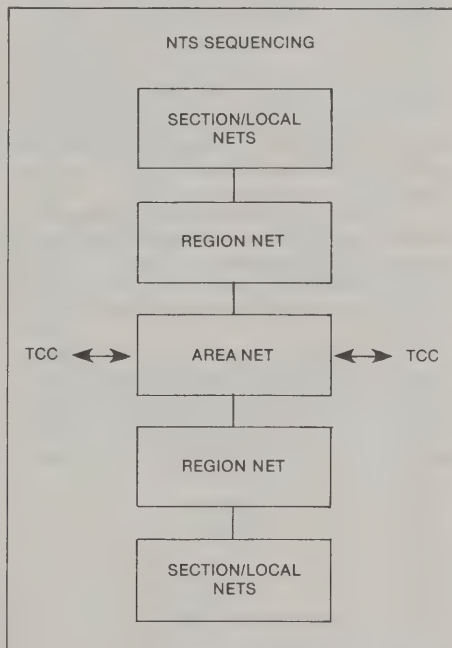 NTS SEQUENCING
SECTION/LOCAL
NETS
REGION NET
TCC
AREA NET
TCC
REGION NET
SECTION/LOCAL
NETS